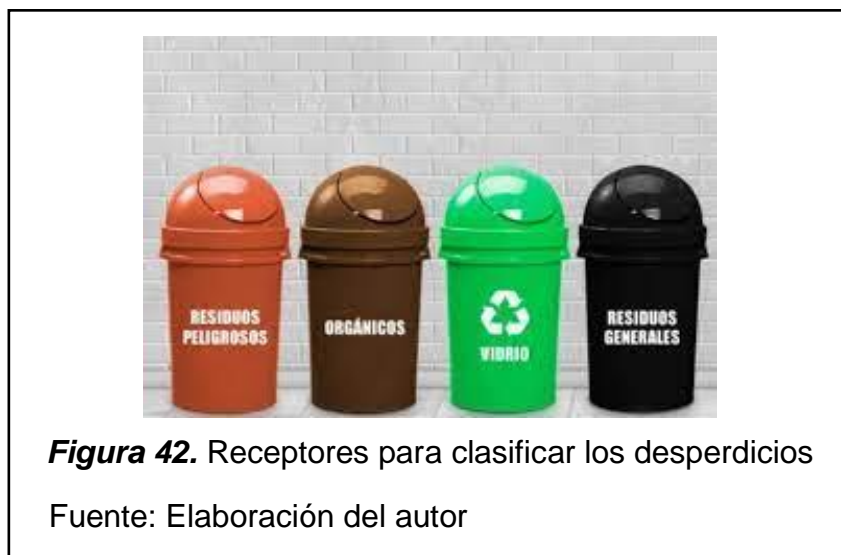 RESIDUOS
PELIGROSOS
ORGÁNICOS
VIDRIO
RESIDUOS
GENERALES
Figura 42. Receptores para clasificar los desperdicios
Fuente: Elaboración del autor